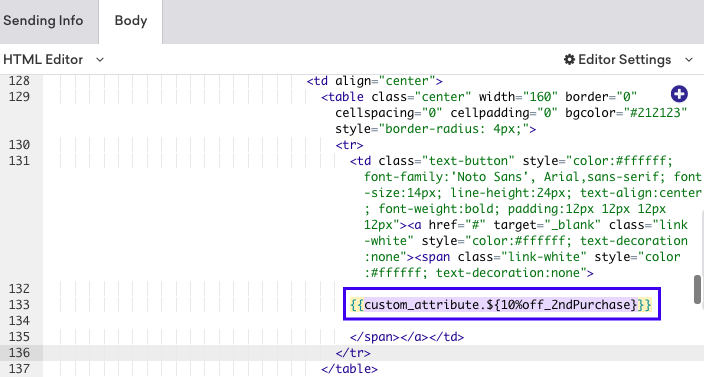 Sending Info Body
HTML Editor Editor Settings
128 <td align="center">
129 <table class="center" width="160" border="0"
cellspacing="0" cellpadding="0" bgcolor="#212123"
style="border-radius: 4px;">
130 <tr>
131 <td class="text-button" style="color:#ffffff;
font-family:'Noto Sans', Arial,sans-serif; font
-size:14px; line-height:24px; text-align:center
; font-weight:bold; padding:12px 12px 12px
12px"><a href="#" target="_blank" class="link
-white" style="color:#ffffff; text-decoration
:none"><span class="link-white" style="color
:#ffffff; text-decoration:none">
132
133 {{custom_attribute.${10%off_2ndPurchase}}}
134
135 </span></a></td>
136 </tr>
137 </table>